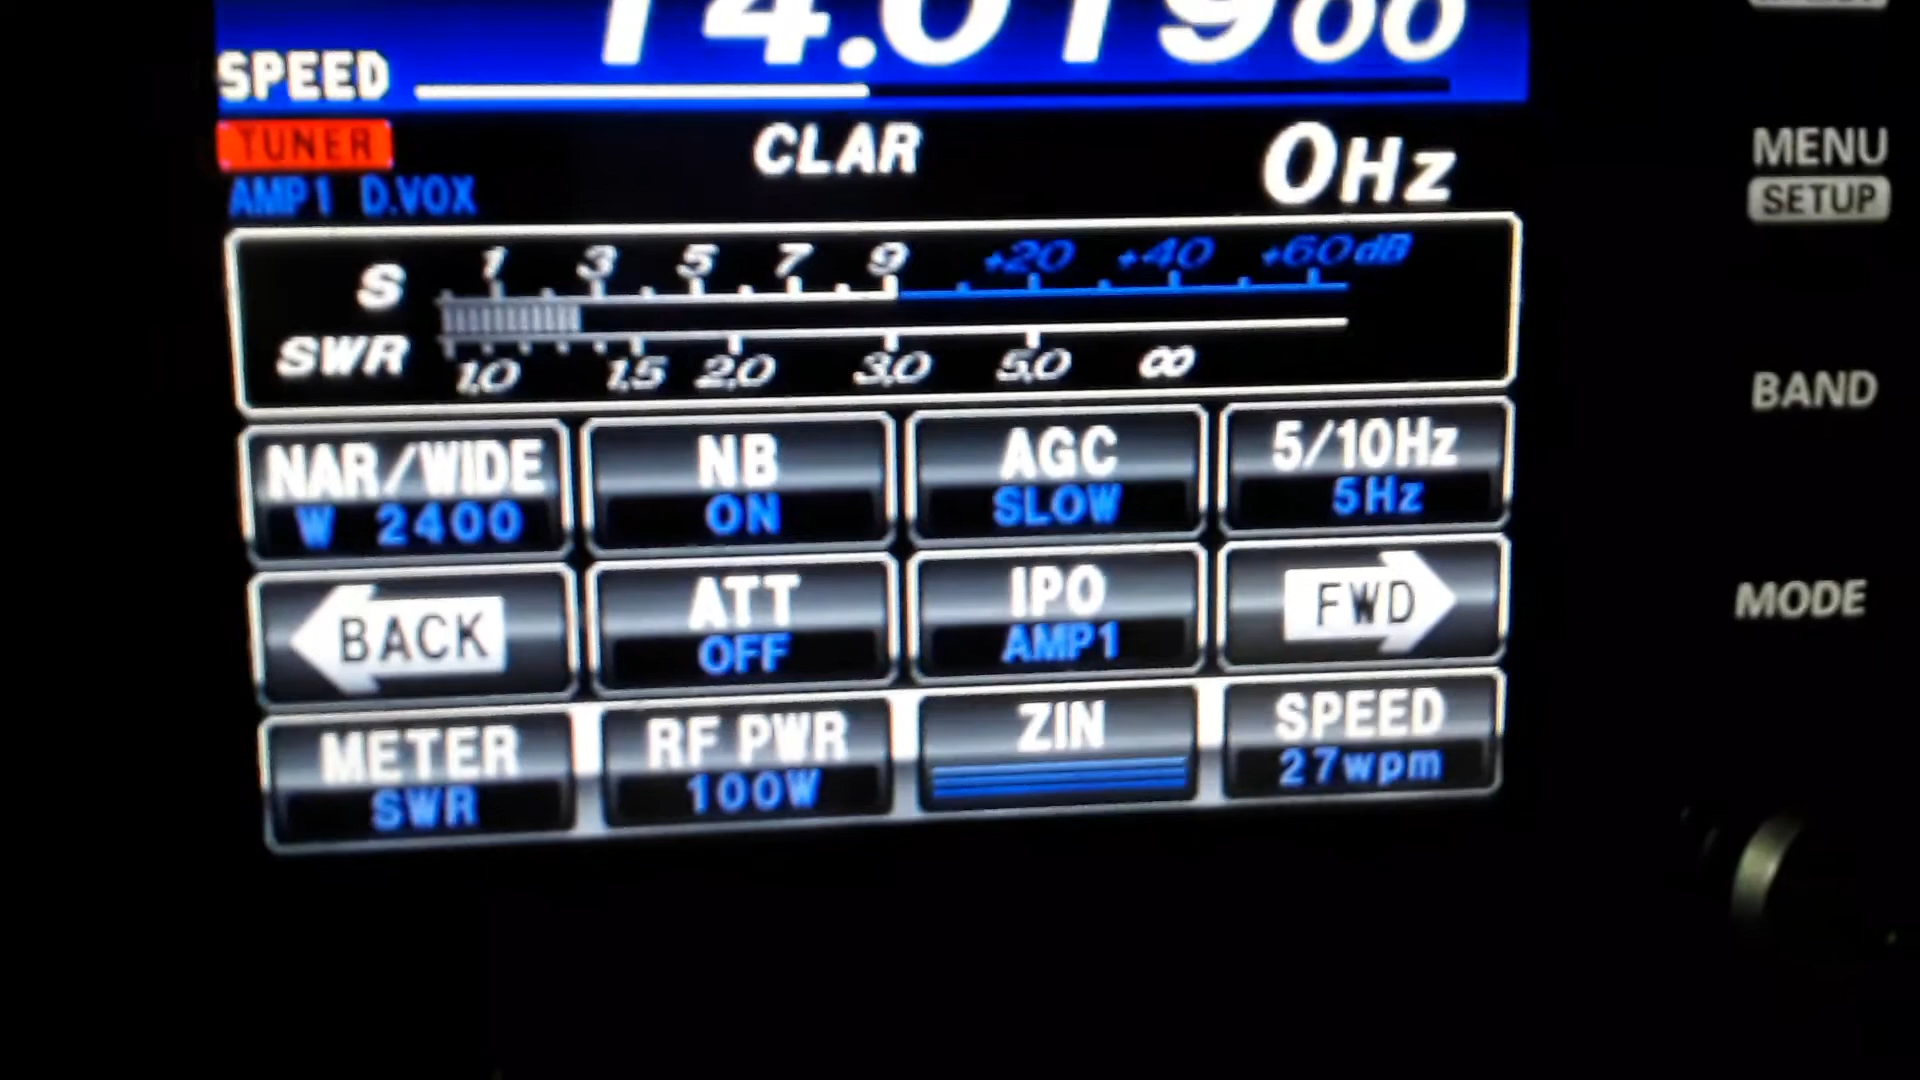 14.01900
SPEED
TUNER
CLAR
0Hz
AMP1 D.VOX
S 1 3 5 7 9 +20 +40 +60dB
SWR 1,0 1,5 2,0 3,0 5,0 ∞
NAR/WIDE
W 2400
NB
ON
AGC
SLOW
5/10Hz
5Hz
BACK
ATT
OFF
IPO
AMP1
FWD
METER
SWR
RF PWR
100W
ZIN
SPEED
27wpm
MENU
SETUP
BAND
MODE